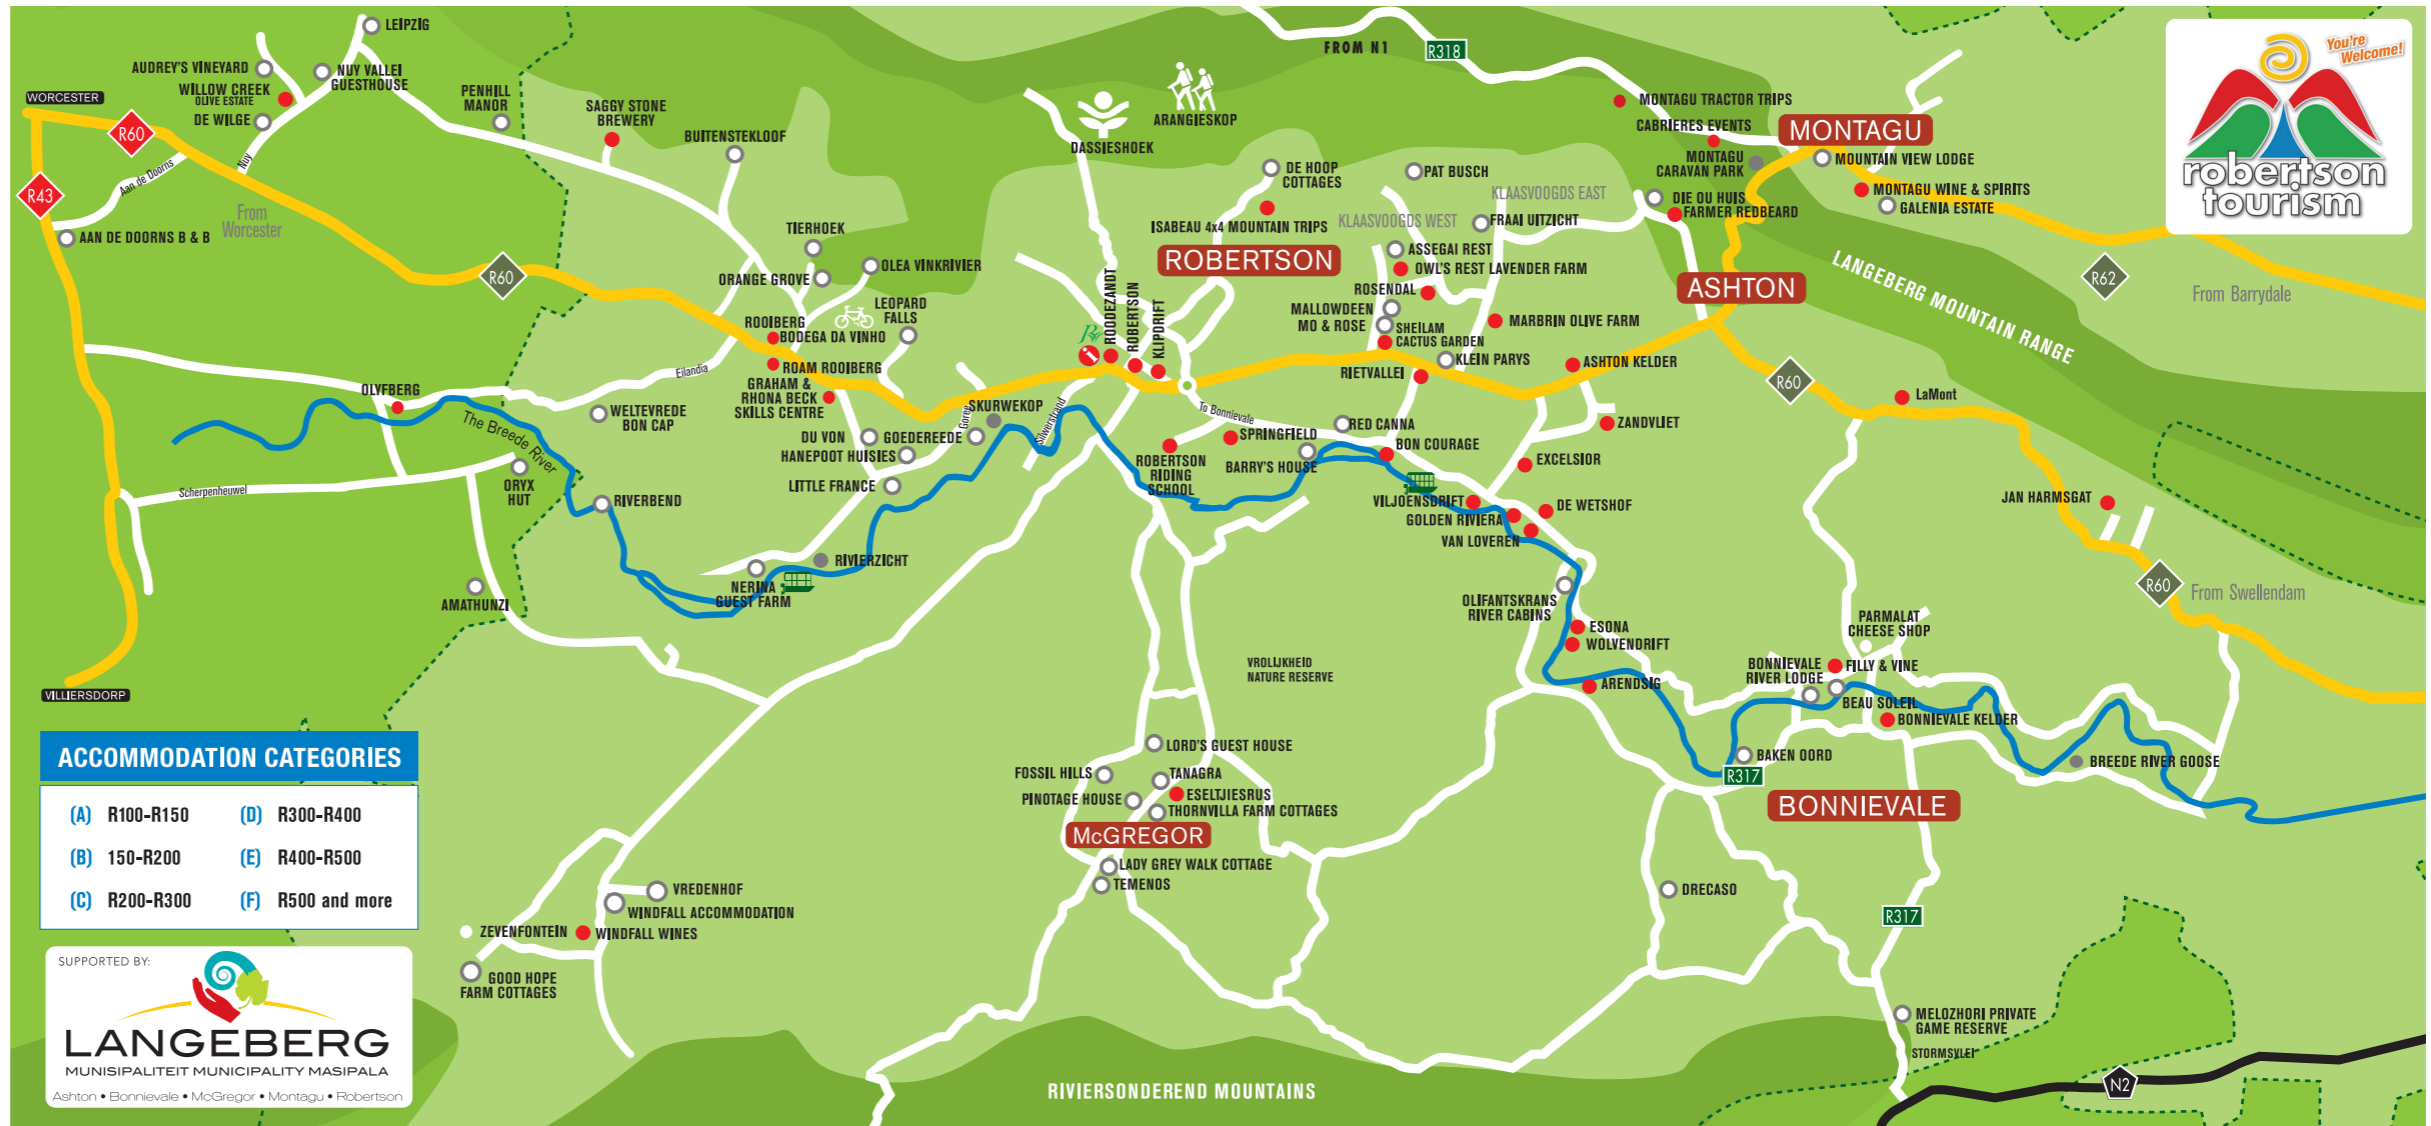 LEIPZIG
AUDREY'S VINEYARD
NUY VALLEI
GUESTHOUSE
WILLOW CREEK
OLIVE ESTATE
DE WILGE
WORCESTER
R60
R43
Aan de Doorns
Nuy
From
Worcester
AAN DE DOORNS B & B
PENHILL
MANOR
SAGGY STONE
BREWERY
BUITENSTEKLOOF
TIERHOEK
ORANGE GROVE
OLEA VINKRIVIER
LEOPARD
FALLS
R60
ROOIBERG
BODEGA DA VINHO
ROAM ROOIBERG
GRAHAM &
RHONA BECK
SKILLS CENTRE
Eilandia
OLYFBERG
WELTEVREDE
BON CAP
The Breede River
ORYX
HUT
Scherpenheuwel
RIVERBEND
AMATHUNZI
VILLIERSDORP
DU VON
GOEDEREEDE
HANEPOOT HUISIES
LITTLE FRANCE
Goree
SKURWEKOP
Silwerstrand
RIVIERZICHT
NERINA
GUEST FARM
DASSIESHOEK
ARANGIESKOP
FROM N1
R318
DE HOOP
COTTAGES
ISABEAU 4x4 MOUNTAIN TRIPS
ROBERTSON
i
ROODEZANDT
ROBERTSON
KLIPDRIFT
PAT BUSCH
KLAASVOOGDS EAST
KLAASVOOGDS WEST
FRAAI UITZICHT
ASSEGAI REST
OWL'S REST LAVENDER FARM
ROSENDAL
MALLOWDEEN
MO & ROSE
SHEILAM
CACTUS GARDEN
MARBRIN OLIVE FARM
KLEIN PARYS
RIETVALLEI
ASHTON KELDER
To Bonnievale
MONTAGU TRACTOR TRIPS
CABRIERES EVENTS
MONTAGU
CARAVAN PARK
MONTAGU
MOUNTAIN VIEW LODGE
DIE OU HUIS
FARMER REDBEARD
MONTAGU WINE & SPIRITS
GALENIA ESTATE
ASHTON
LANGEBERG MOUNTAIN RANGE
R62
From Barrydale
You're
Welcome!
robertson
tourism
R60
LaMont
JAN HARMSGAT
R60
From Swellendam
ROBERTSON
RIDING
SCHOOL
SPRINGFIELD
BARRY'S HOUSE
RED CANNA
BON COURAGE
ZANDVLIET
EXCELSIOR
VILJOENSDRIFT
GOLDEN RIVIERA
DE WETSHOF
VAN LOVEREN
OLIFANTSKRANS
RIVER CABINS
ESONA
WOLVENDRIFT
ARENDSIG
VROLIJKHEID
NATURE RESERVE
PARMALAT
CHEESE SHOP
BONNIEVALE
RIVER LODGE
FILLY & VINE
BEAU SOLEIL
BONNIEVALE KELDER
BAKEN OORD
R317
BONNIEVALE
BREEDE RIVER GOOSE
LORD'S GUEST HOUSE
FOSSIL HILLS
TANAGRA
PINOTAGE HOUSE
ESELTJIESRUS
THORNVILLA FARM COTTAGES
McGREGOR
LADY GREY WALK COTTAGE
TEMENOS
DRECASO
R317
MELOZHORI PRIVATE
GAME RESERVE
STORMSVLEI
N2
RIVIERSONDEREND MOUNTAINS
VREDENHOF
WINDFALL ACCOMMODATION
ZEVENFONTEIN
WINDFALL WINES
GOOD HOPE
FARM COTTAGES
ACCOMMODATION CATEGORIES
(A) R100-R150 (D) R300-R400
(B) 150-R200 (E) R400-R500
(C) R200-R300 (F) R500 and more
SUPPORTED BY:
LANGEBERG
MUNISIPALITEIT MUNICIPALITY MASIPALA
Ashton • Bonnievale • McGregor • Montagu • Robertson